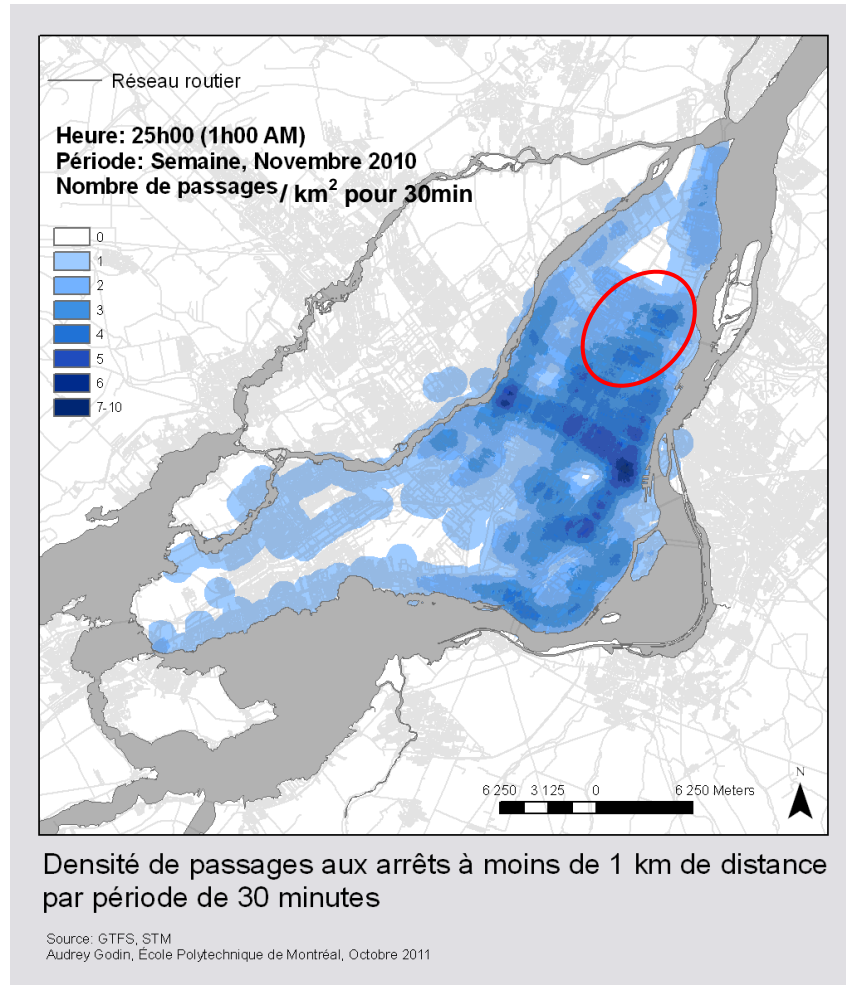 Réseau routier
Heure: 25h00 (1h00 AM)
Période: Semaine, Novembre 2010
Nombre de passages / km² pour 30min
0
1
2
3
4
5
6
7-10
N
6 250 3 125 0 6 250 Meters
Densité de passages aux arrêts à moins de 1 km de distance
par période de 30 minutes
Source: GTFS, STM
Audrey Godin, École Polytechnique de Montréal, Octobre 2011